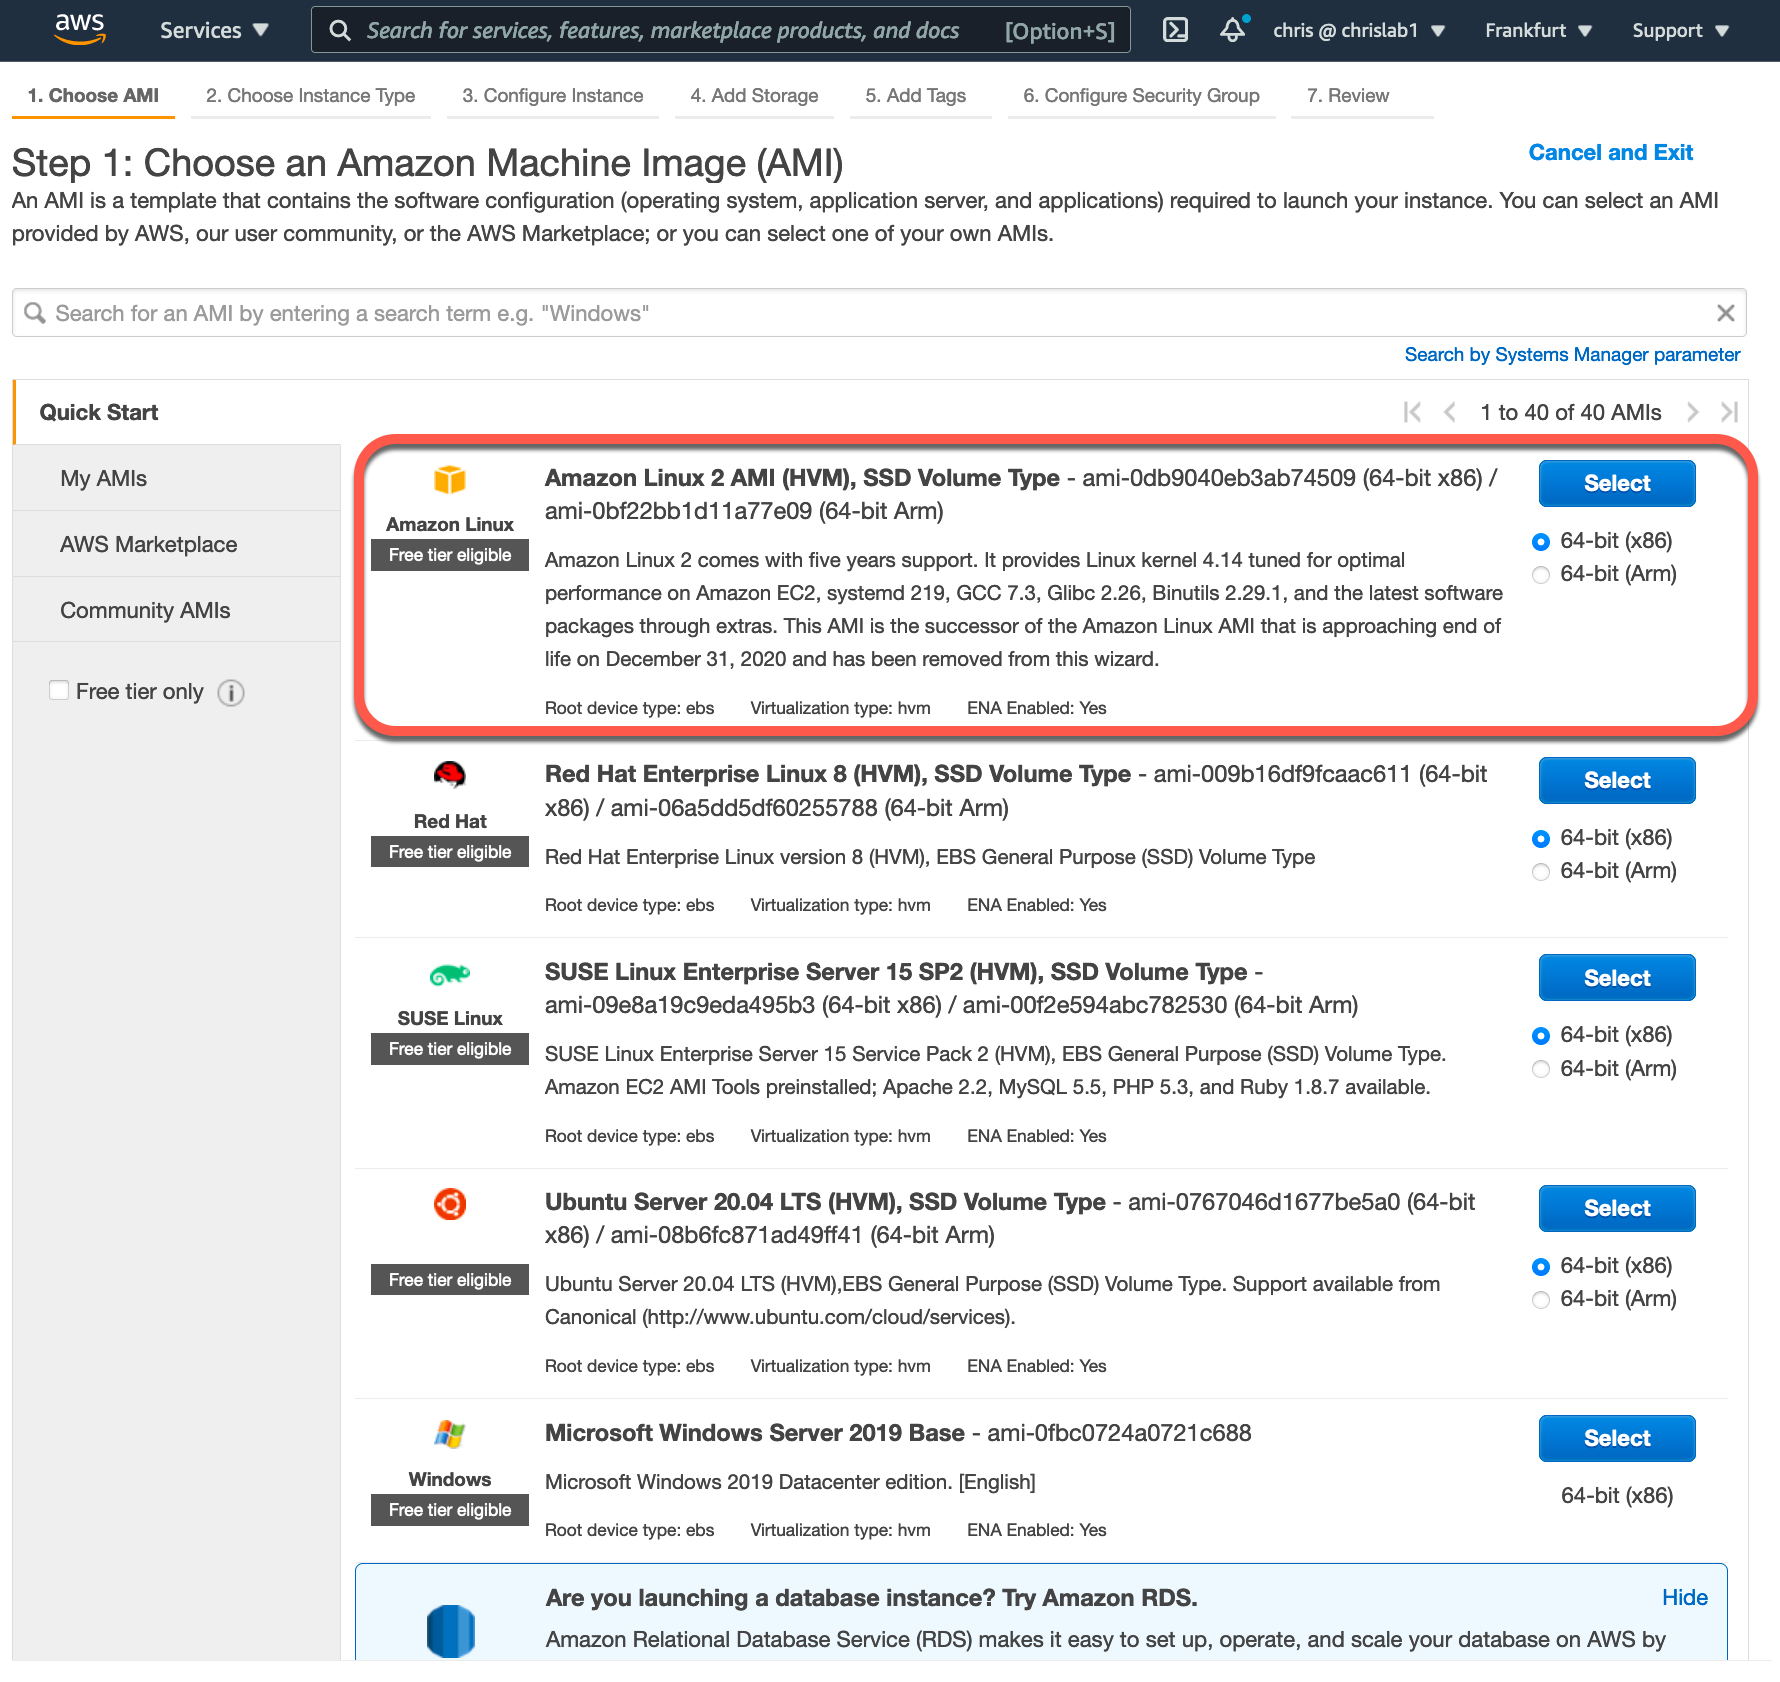 aws Services Search for services, features, marketplace products, and docs [Option+S] chris @ chrislab1 Frankfurt Support
1. Choose AMI 2. Choose Instance Type 3. Configure Instance 4. Add Storage 5. Add Tags 6. Configure Security Group 7. Review
Step 1: Choose an Amazon Machine Image (AMI)
Cancel and Exit
An AMI is a template that contains the software configuration (operating system, application server, and applications) required to launch your instance. You can select an AMI
provided by AWS, our user community, or the AWS Marketplace; or you can select one of your own AMIs.
Search for an AMI by entering a search term e.g. "Windows"
Search by Systems Manager parameter
Quick Start
1 to 40 of 40 AMIs
My AMIs
AWS Marketplace
Community AMIs
Free tier only
Amazon Linux
Free tier eligible
Amazon Linux 2 AMI (HVM), SSD Volume Type - ami-0db9040eb3ab74509 (64-bit x86) /
ami-0bf22bb1d11a77e09 (64-bit Arm)
Amazon Linux 2 comes with five years support. It provides Linux kernel 4.14 tuned for optimal
performance on Amazon EC2, systemd 219, GCC 7.3, Glibc 2.26, Binutils 2.29.1, and the latest software
packages through extras. This AMI is the successor of the Amazon Linux AMI that is approaching end of
life on December 31, 2020 and has been removed from this wizard.
Root device type: ebs Virtualization type: hvm ENA Enabled: Yes
Select
64-bit (x86)
64-bit (Arm)
Red Hat
Free tier eligible
Red Hat Enterprise Linux 8 (HVM), SSD Volume Type - ami-009b16df9fcaac611 (64-bit
x86) / ami-06a5dd5df60255788 (64-bit Arm)
Red Hat Enterprise Linux version 8 (HVM), EBS General Purpose (SSD) Volume Type
Root device type: ebs Virtualization type: hvm ENA Enabled: Yes
Select
64-bit (x86)
64-bit (Arm)
SUSE Linux
Free tier eligible
SUSE Linux Enterprise Server 15 SP2 (HVM), SSD Volume Type -
ami-09e8a19c9eda495b3 (64-bit x86) / ami-00f2e594abc782530 (64-bit Arm)
SUSE Linux Enterprise Server 15 Service Pack 2 (HVM), EBS General Purpose (SSD) Volume Type.
Amazon EC2 AMI Tools preinstalled; Apache 2.2, MySQL 5.5, PHP 5.3, and Ruby 1.8.7 available.
Root device type: ebs Virtualization type: hvm ENA Enabled: Yes
Select
64-bit (x86)
64-bit (Arm)
Free tier eligible
Ubuntu Server 20.04 LTS (HVM), SSD Volume Type - ami-0767046d1677be5a0 (64-bit
x86) / ami-08b6fc871ad49ff41 (64-bit Arm)
Ubuntu Server 20.04 LTS (HVM),EBS General Purpose (SSD) Volume Type. Support available from
Canonical (http://www.ubuntu.com/cloud/services).
Root device type: ebs Virtualization type: hvm ENA Enabled: Yes
Select
64-bit (x86)
64-bit (Arm)
Windows
Free tier eligible
Microsoft Windows Server 2019 Base - ami-0fbc0724a0721c688
Microsoft Windows 2019 Datacenter edition. [English]
Root device type: ebs Virtualization type: hvm ENA Enabled: Yes
Select
64-bit (x86)
Are you launching a database instance? Try Amazon RDS.
Hide
Amazon Relational Database Service (RDS) makes it easy to set up, operate, and scale your database on AWS by